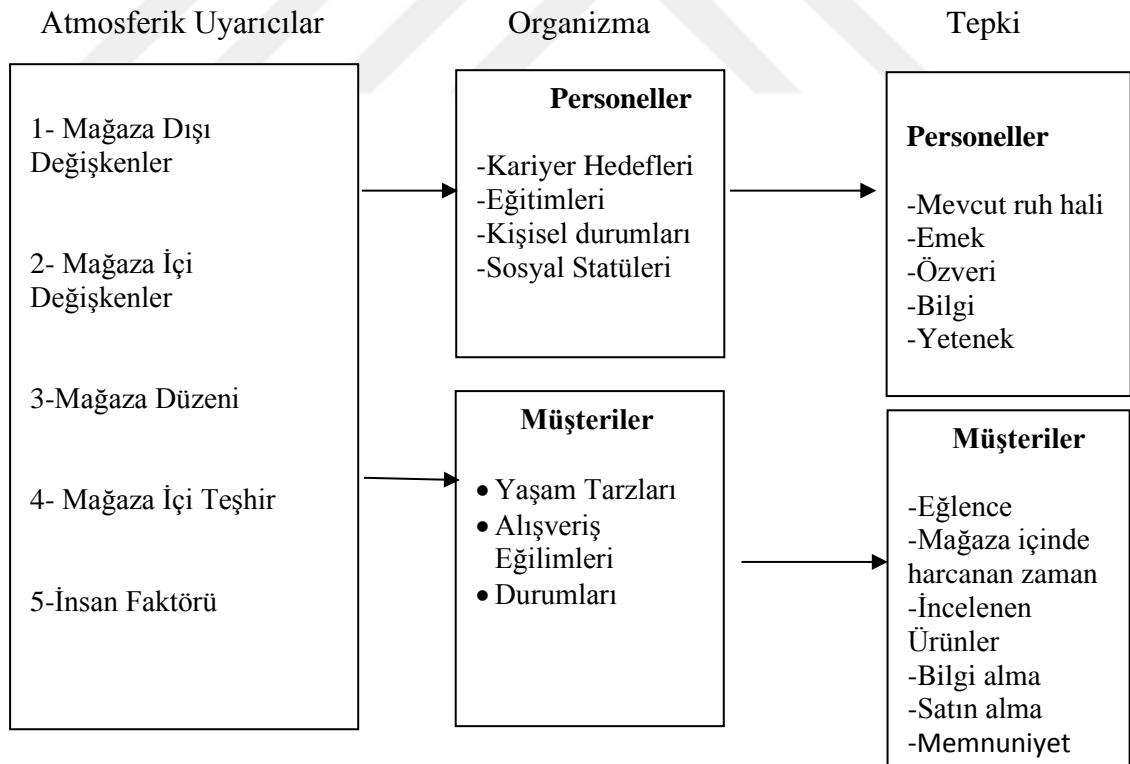 Atmosferik Uyarıcılar
Organizma
Tepki
1- Mağaza Dışı
Değişkenler
2- Mağaza İçi
Değişkenler
3-Mağaza Düzeni
4- Mağaza İçi Teşhir
5-İnsan Faktörü
Personeller
-Kariyer Hedefleri
-Eğitimleri
-Kişisel durumları
-Sosyal Statüleri
Müşteriler
• Yaşam Tarzları
• Alışveriş
Eğilimleri
• Durumları
Personeller
-Mevcut ruh hali
-Emek
-Özveri
-Bilgi
-Yetenek
Müşteriler
-Eğlence
-Mağaza içinde
harcanan zaman
-İncelenen
Ürünler
-Bilgi alma
-Satın alma
-Memnuniyet